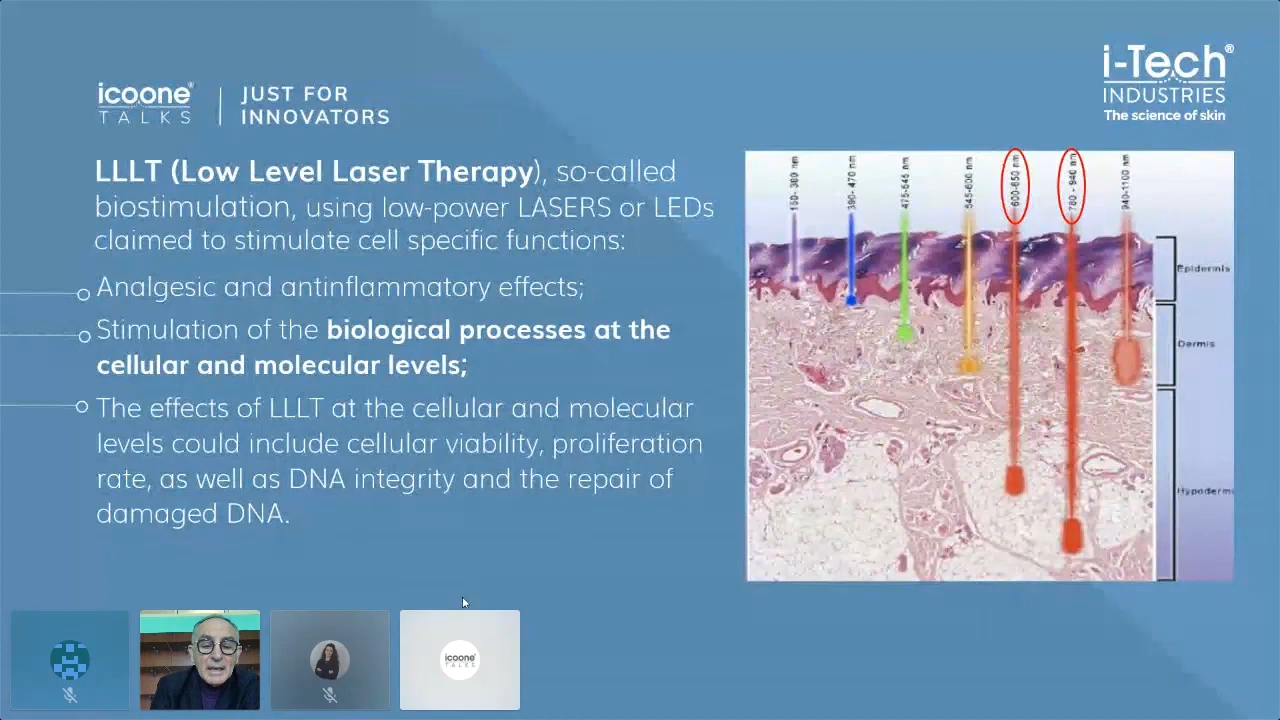 icoone®
TALKS
JUST FOR
INNOVATORS
i-Tech®
INDUSTRIES
The science of skin
LLLT (Low Level Laser Therapy), so-called
biostimulation, using low-power LASERS or LEDs
claimed to stimulate cell specific functions:
Analgesic and antinflammatory effects;
Stimulation of the biological processes at the
cellular and molecular levels;
The effects of LLLT at the cellular and molecular
levels could include cellular viability, proliferation
rate, as well as DNA integrity and the repair of
damaged DNA.
390- 470 nm
475-545 nm
545-600 nm
600-650 nm
780 - 940 nm
940-1100 nm
Epidermis
Dermis
Hypoderm
icoone®
TALKS